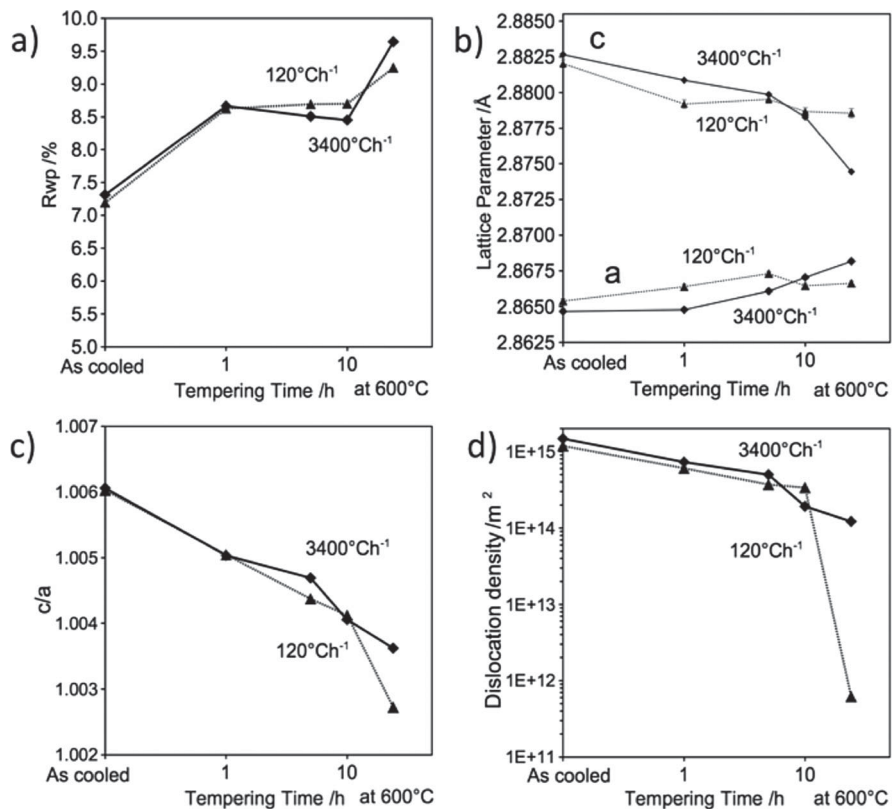 a)
10.0
9.5
9.0
8.5
8.0
7.5
7.0
6.5
6.0
5.5
5.0
Rwp /%
120°Ch⁻¹
3400°Ch⁻¹
As cooled
1
10
Tempering Time /h
at 600°C
b)
2.8850
2.8825
2.8800
2.8775
2.8750
2.8725
2.8700
2.8675
2.8650
2.8625
Lattice Parameter /Å
c
3400°Ch⁻¹
120°Ch⁻¹
120°Ch⁻¹
a
3400°Ch⁻¹
As cooled
1
10
Tempering Time /h
at 600°C
c)
1.007
1.006
1.005
1.004
1.003
1.002
c/a
3400°Ch⁻¹
120°Ch⁻¹
As cooled
1
10
Tempering Time /h
at 600°C
d)
1E+15
1E+14
1E+13
1E+12
1E+11
Dislocation density/m²
3400°Ch⁻¹
120°Ch⁻¹
As cooled
1
10
Tempering Time /h
at 600°C